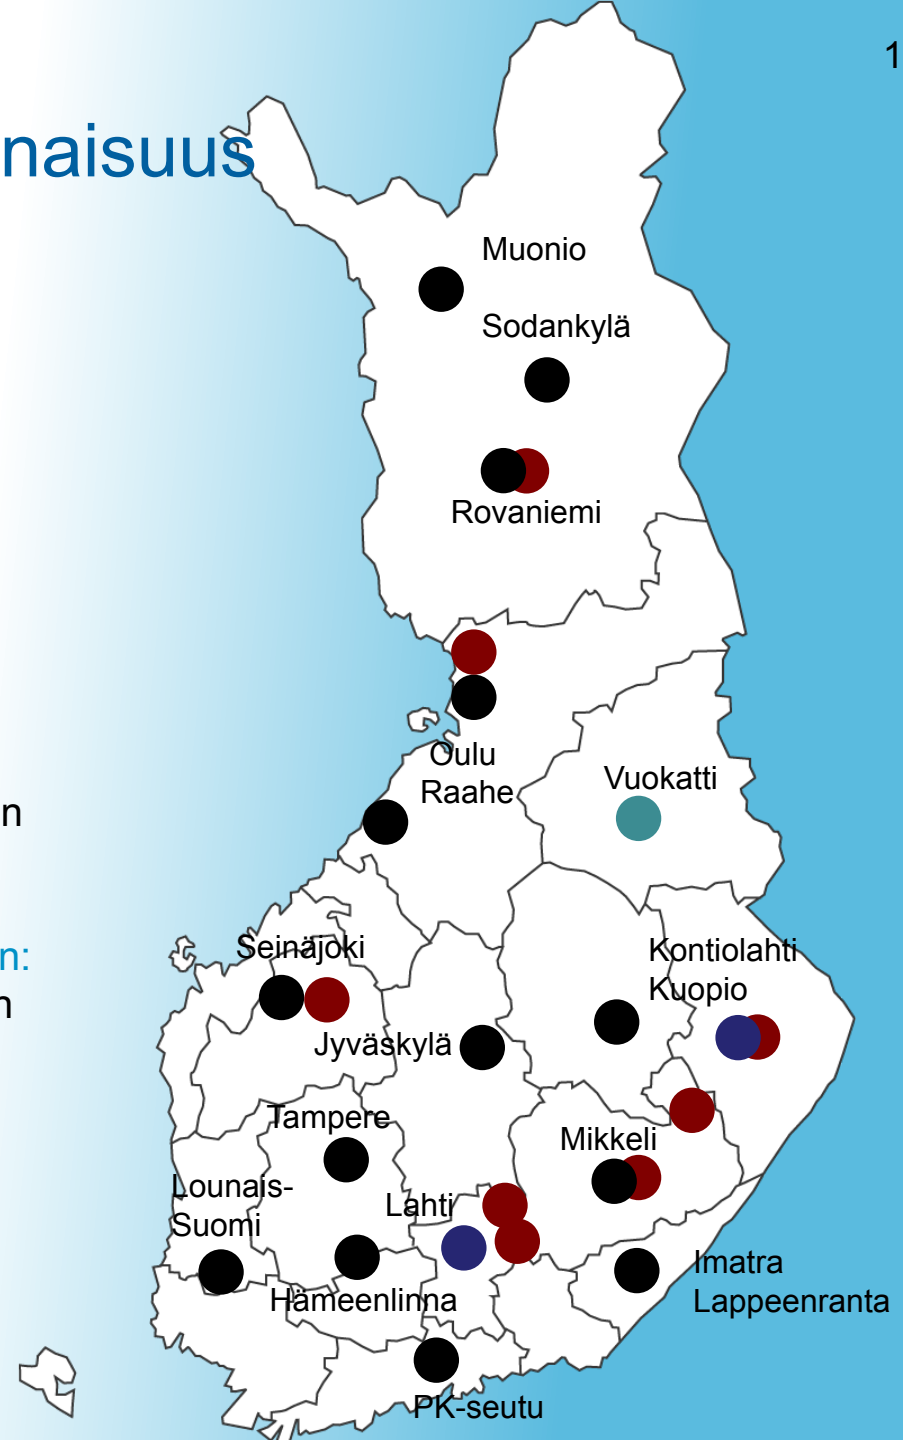 1
naisuus
Muonio
Sodankylä
Rovaniemi
Oulu
Raahe
Vuokatti
n
n:
n
Seinäjoki
Kontiolahti
Kuopio
Jyväskylä
Tampere
Mikkeli
Lounais-
Suomi
Lahti
Imatra
Lappeenranta
Hämeenlinna
PK-seutu